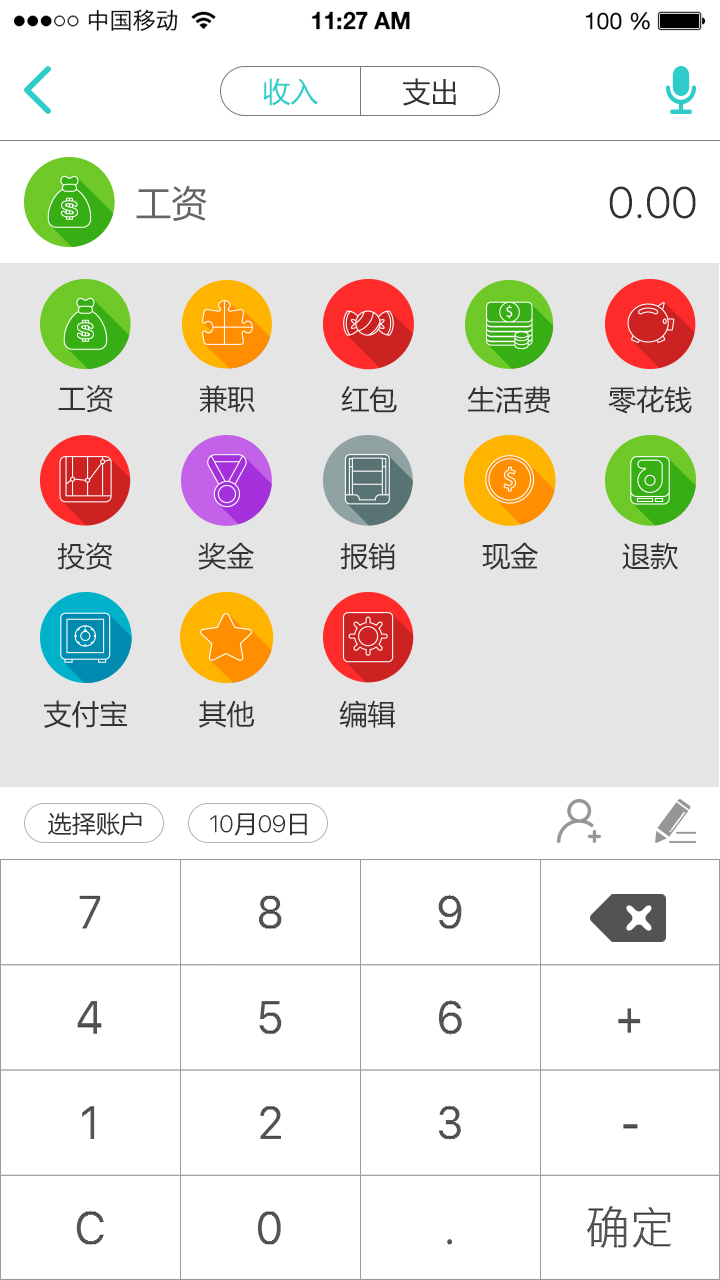 中国移动 11:27 AM 100 %
收入 支出
工资 0.00
工资 兼职 红包 生活费 零花钱
投资 奖金 报销 现金 退款
支付宝 其他 编辑
选择账户 10月09日
7 8 9
4 5 6 +
1 2 3 -
C 0 . 确定